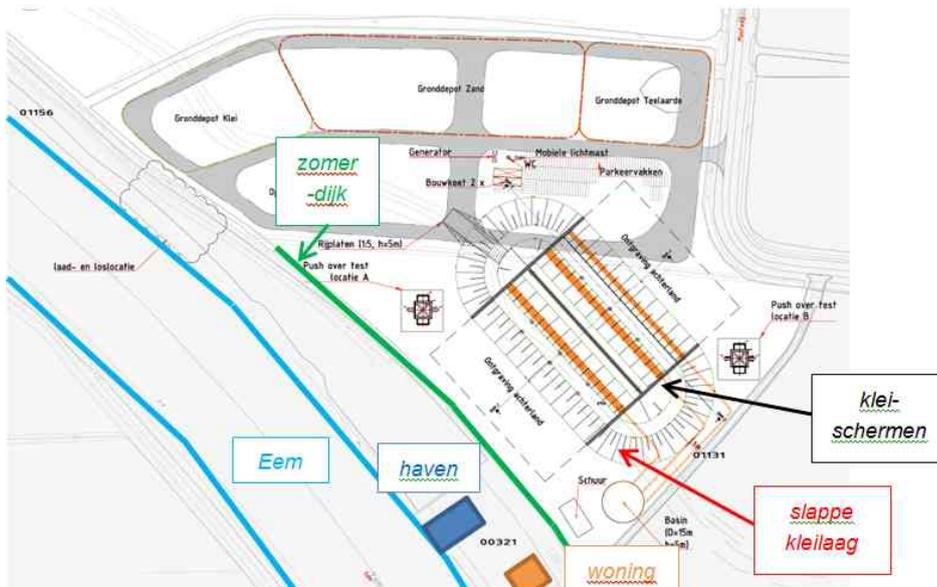 Gronddepot Klei
Gronddepot Zand
Gronddepot Teelaarde
01156
zomer
-dijk
Generator
WC
Mobiele lichtmast
Parkeervakken
Bouwkeet 2 x
Rijplaten (1:5, h=5m)
laad- en loslocatie
Push over test
locatie A
Ontgraving achterland
Push over test
locatie B
Ontgraving achterland
klei-
schermen
Eem
haven
01131
Schuur
slappe
kleilaag
Basin
(D=15m
00321
woning